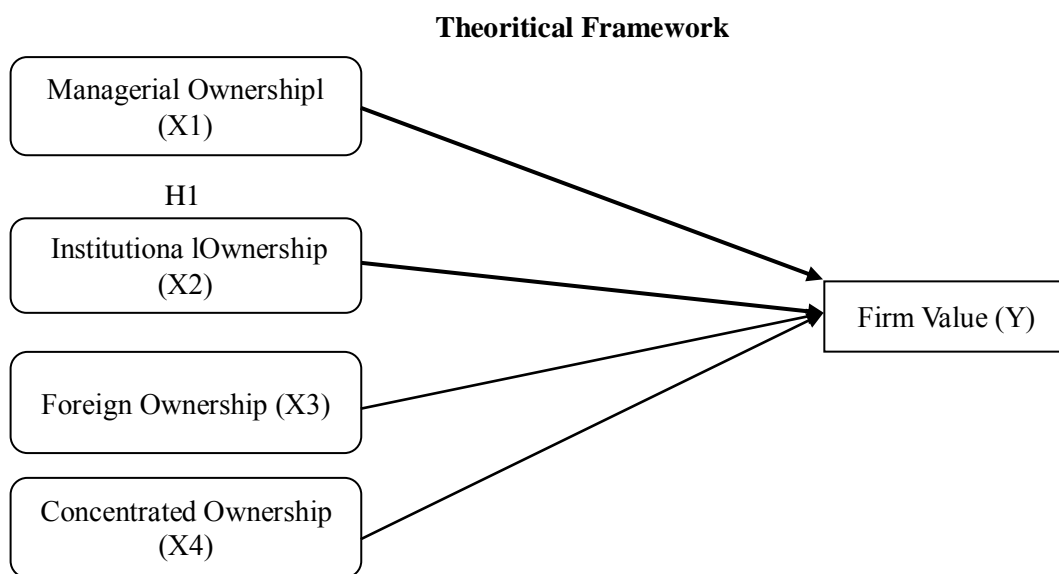 Theoritical Framework
Managerial Ownershipl
(X1)
H1
Institutiona lOwnership
(X2)
Firm Value (Y)
Foreign Ownership (X3)
Concentrated Ownership
(X4)